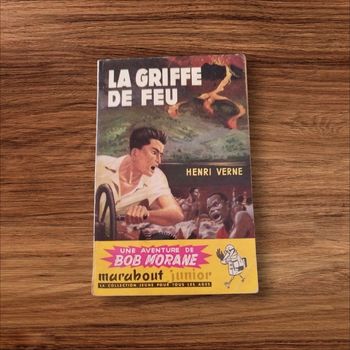 LA GRIFFE
DE FEU
HENRI VERNE
UNE AVENTURE DE
BOB MORANE
marabout junior
LA COLLECTION JEUNE POUR TOUS LES AGES